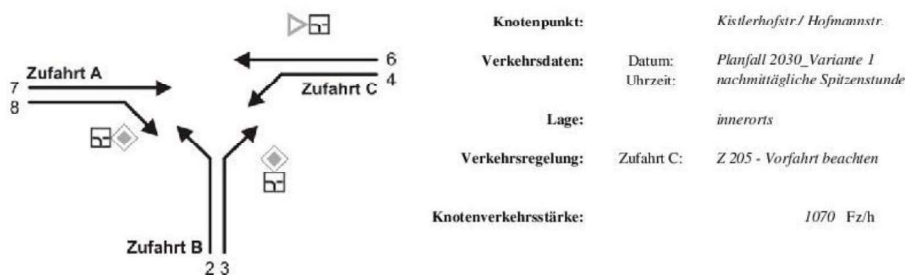 Knotenpunkt: Kistlerhofstr./ Hofmannstr.
6
Verkehrsdaten: Datum: Planfall 2030_Variante 1
Zufahrt A
4
Uhrzeit: nachmittägliche Spitzenstunde
7
Zufahrt C
8
Lage: innerorts
Verkehrsregelung: Zufahrt C: Z 205 - Vorfahrt beachten
Knotenverkehrsstärke: 1070 Fz/h
Zufahrt B
2 3